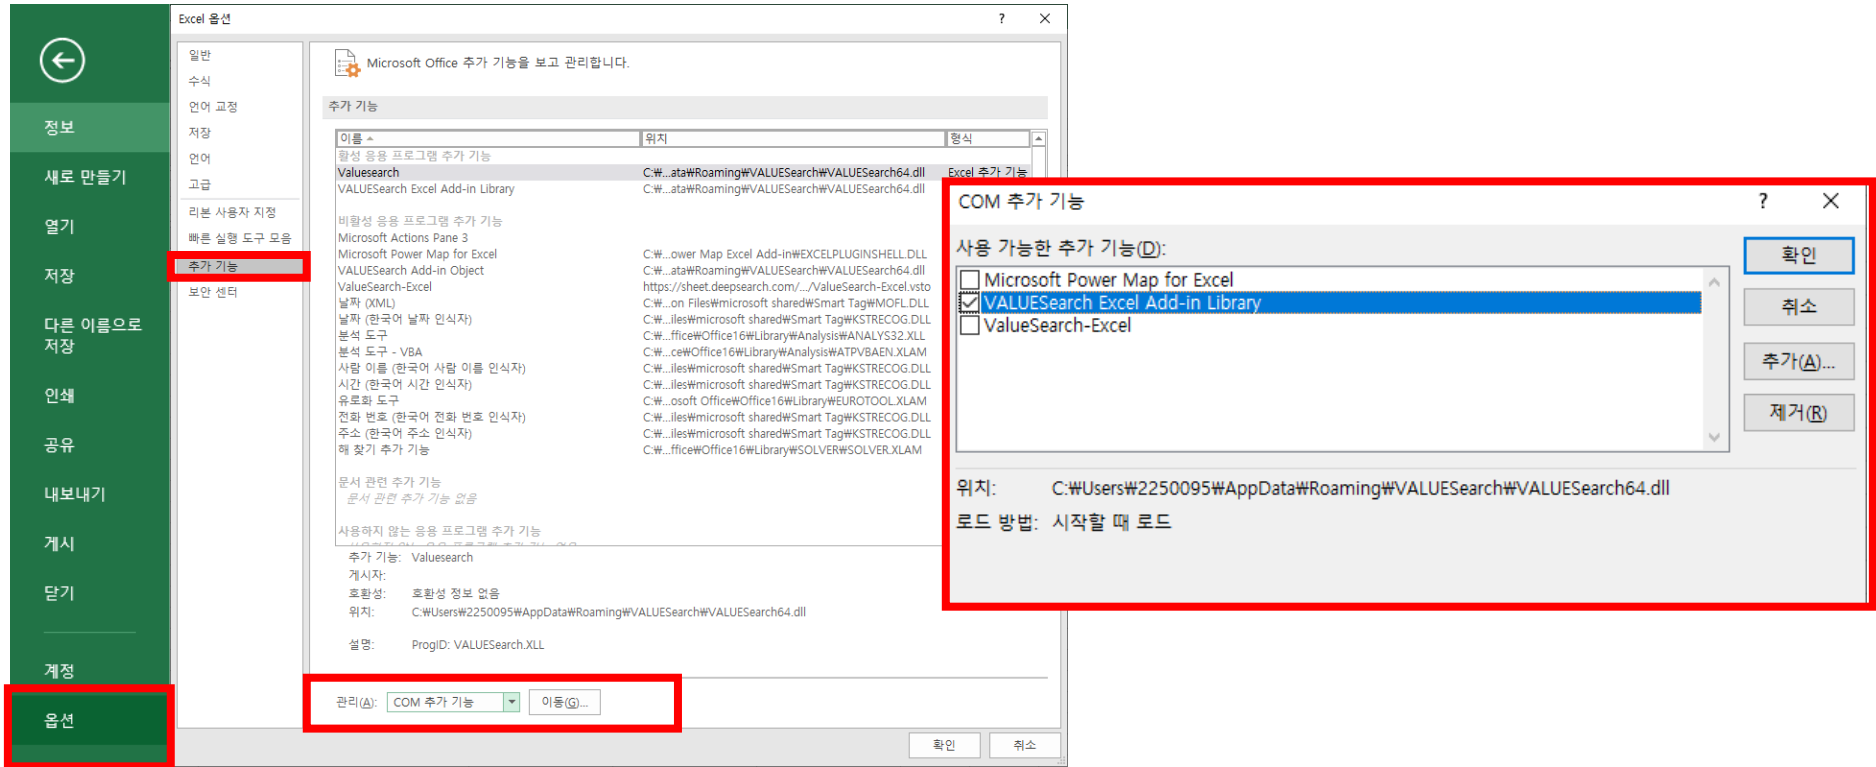 Excel 옵션
?
정보
새로 만들기
열기
저장
다른 이름으로
저장
인쇄
공유
내보내기
게시
닫기
계정
옵션
일반
수식
언어 교정
저장
언어
고급
리본 사용자 지정
빠른 실행 도구 모음
추가 기능
보안 센터
Microsoft Office 추가 기능을 보고 관리합니다.
추가 기능
이름 위치 형식
활성 응용 프로그램 추가 기능
Valuesearch C:₩...ata₩Roaming₩VALUESearch₩VALUESearch64.dll Excel 추가 기능
VALUESearch Excel Add-in Library C:₩...ata₩Roaming₩VALUESearch₩VALUESearch64.dll
비활성 응용 프로그램 추가 기능
Microsoft Actions Pane 3
Microsoft Power Map for Excel C:₩...ower Map Excel Add-in₩EXCELPLUGINSHELL.DLL
VALUESearch Add-in Object C:₩...ata₩Roaming₩VALUESearch₩VALUESearch64.dll
ValueSearch-Excel https://sheet.deepsearch.com/.../ValueSearch-Excel.vsto
날짜 (XML) C:₩...on Files₩microsoft shared₩Smart Tag₩MOFL.DLL
날짜 (한국어 날짜 인식자) C:₩...iles₩microsoft shared₩Smart Tag₩KSTRECOG.DLL
분석 도구 C:₩...ffice₩Office16₩Library₩Analysis₩ANALYS32.XLL
분석 도구 - VBA C:₩...ce₩Office16₩Library₩Analysis₩ATPVBAEN.XLAM
사람 이름 (한국어 사람 이름 인식자) C:₩...iles₩microsoft shared₩Smart Tag₩KSTRECOG.DLL
시간 (한국어 시간 인식자) C:₩...iles₩microsoft shared₩Smart Tag₩KSTRECOG.DLL
유로화 도구 C:₩...osoft Office₩Office16₩Library₩EUROTOOL.XLAM
전화 번호 (한국어 전화 번호 인식자) C:₩...iles₩microsoft shared₩Smart Tag₩KSTRECOG.DLL
주소 (한국어 주소 인식자) C:₩...iles₩microsoft shared₩Smart Tag₩KSTRECOG.DLL
해 찾기 추가 기능 C:₩...ffice₩Office16₩Library₩SOLVER₩SOLVER.XLAM
문서 관련 추가 기능
문서 관련 추가 기능 없음
사용하지 않는 응용 프로그램 추가 기능
추가 기능: Valuesearch
게시자:
호환성: 호환성 정보 없음
위치: C:₩Users₩2250095₩AppData₩Roaming₩VALUESearch₩VALUESearch64.dll
설명: ProgID: VALUESearch.XLL
관리(A): COM 추가 기능 이동(G)...
확인 취소
COM 추가 기능
?
사용 가능한 추가 기능(D):
Microsoft Power Map for Excel
VALUESearch Excel Add-in Library
ValueSearch-Excel
확인
취소
추가(A)...
제거(R)
위치: C:₩Users₩2250095₩AppData₩Roaming₩VALUESearch₩VALUESearch64.dll
로드 방법: 시작할 때 로드